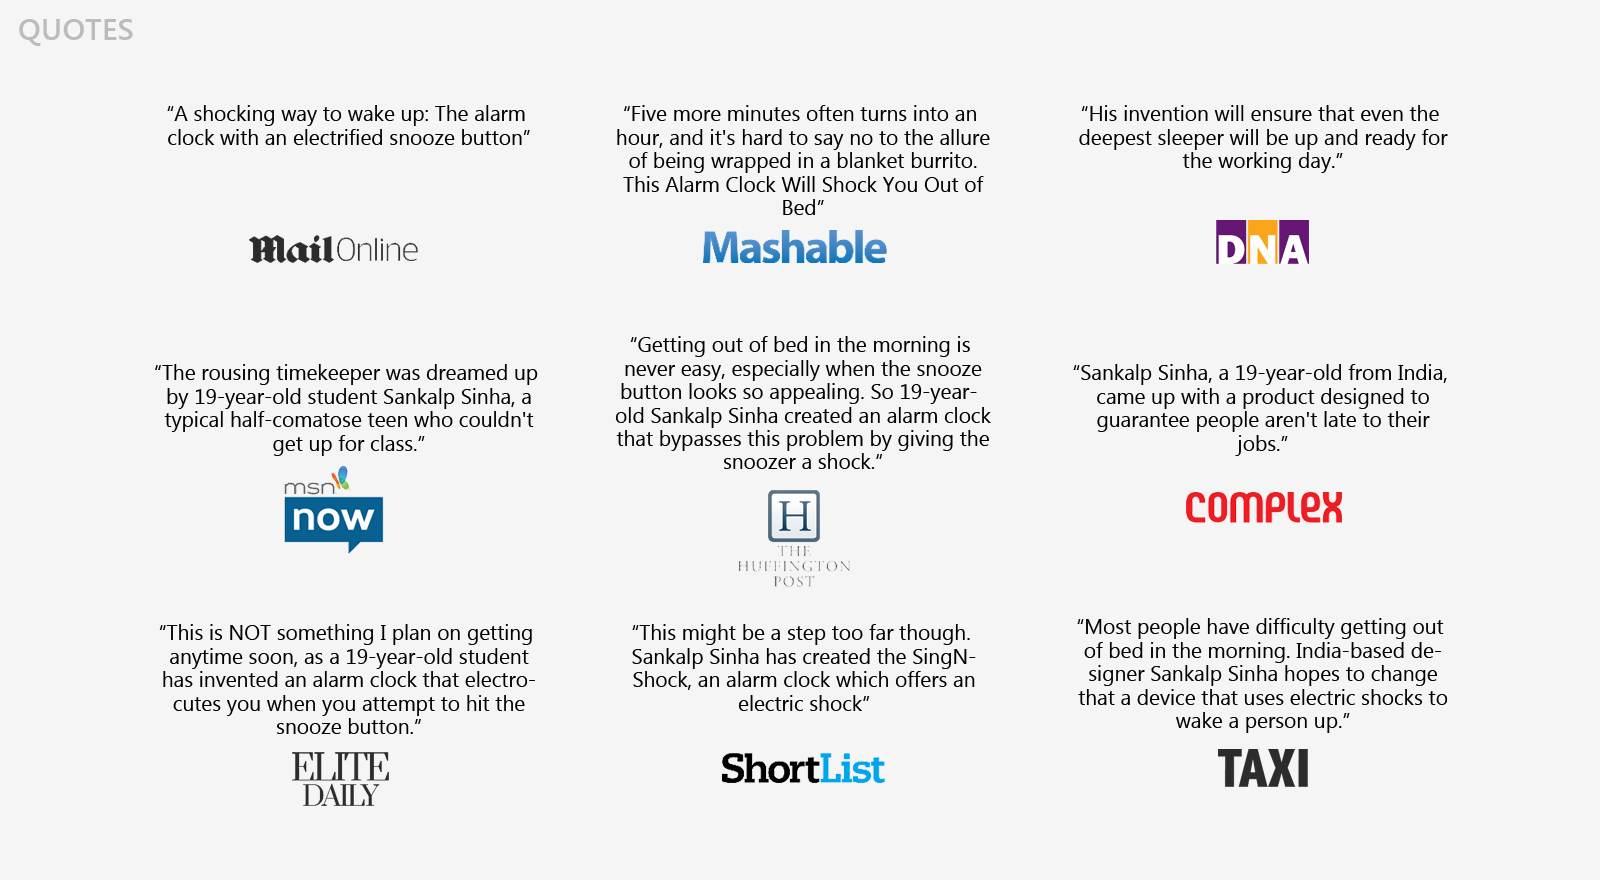 QUOTES
“A shocking way to wake up: The alarm
clock with an electrified snooze button”
Mail Online
“Five more minutes often turns into an
hour, and it's hard to say no to the allure
of being wrapped in a blanket burrito.
This Alarm Clock Will Shock You Out of
Bed”
Mashable
“His invention will ensure that even the
deepest sleeper will be up and ready for
the working day.”
DNA
“The rousing timekeeper was dreamed up
by 19-year-old student Sankalp Sinha, a
typical half-comatose teen who couldn't
get up for class.”
msn
now
“Getting out of bed in the morning is
never easy, especially when the snooze
button looks so appealing. So 19-year-
old Sankalp Sinha created an alarm clock
that bypasses this problem by giving the
snoozer a shock.”
H
THE
HUFFINGTON
POST
“Sankalp Sinha, a 19-year-old from India,
came up with a product designed to
guarantee people aren't late to their
jobs.”
COMPLEX
“This is NOT something I plan on getting
anytime soon, as a 19-year-old student
has invented an alarm clock that electro-
cutes you when you attempt to hit the
snooze button.”
ELITE
DAILY
“This might be a step too far though.
Sankalp Sinha has created the SingN-
Shock, an alarm clock which offers an
electric shock”
ShortList
“Most people have difficulty getting out
of bed in the morning. India-based de-
signer Sankalp Sinha hopes to change
that a device that uses electric shocks to
wake a person up.”
TAXI